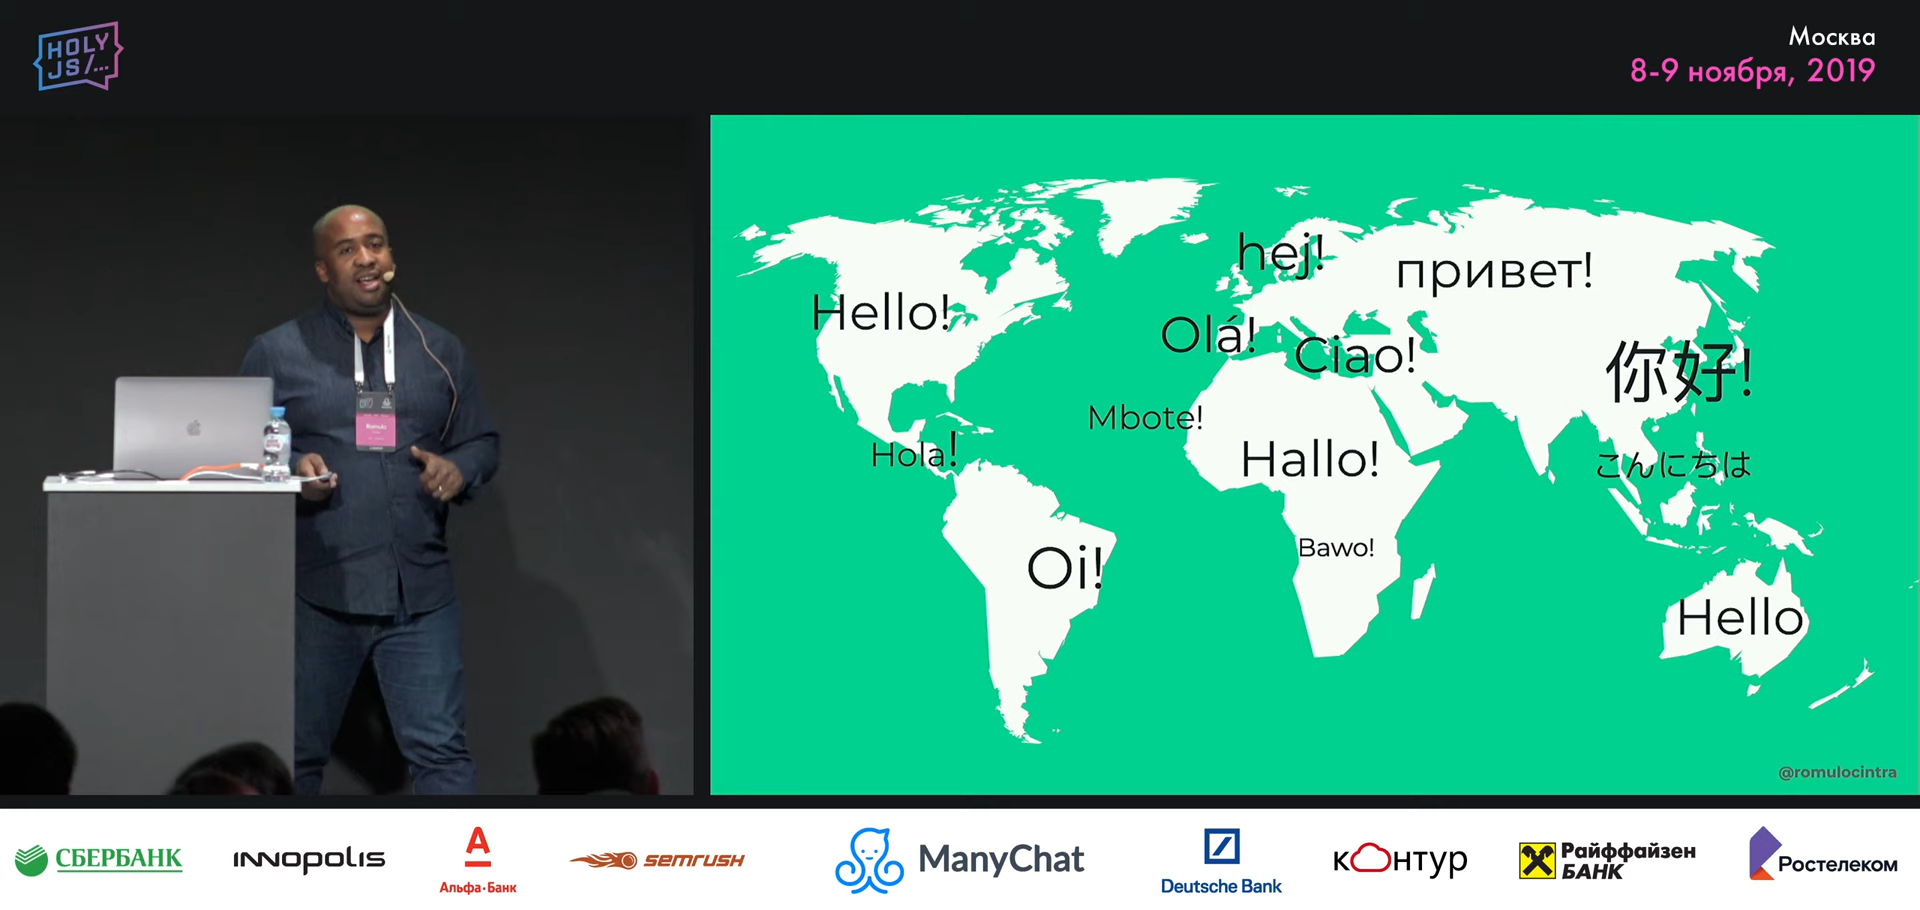 HOLY
JS/...
Москва
8-9 ноября, 2019
Romulo
hej!
привет!
Hello!
Olá!
Ciao!
你好!
Mbote!
Hola!
Hallo!
こんにちは
Bawo!
Oi!
Hello
@romulocintra
СБЕРБАНК
INNOPOLIS
А
Альфа·Банк
semrush
ManyChat
Deutsche Bank
кОнтур
Райффайзен
БАНК
Ростелеком